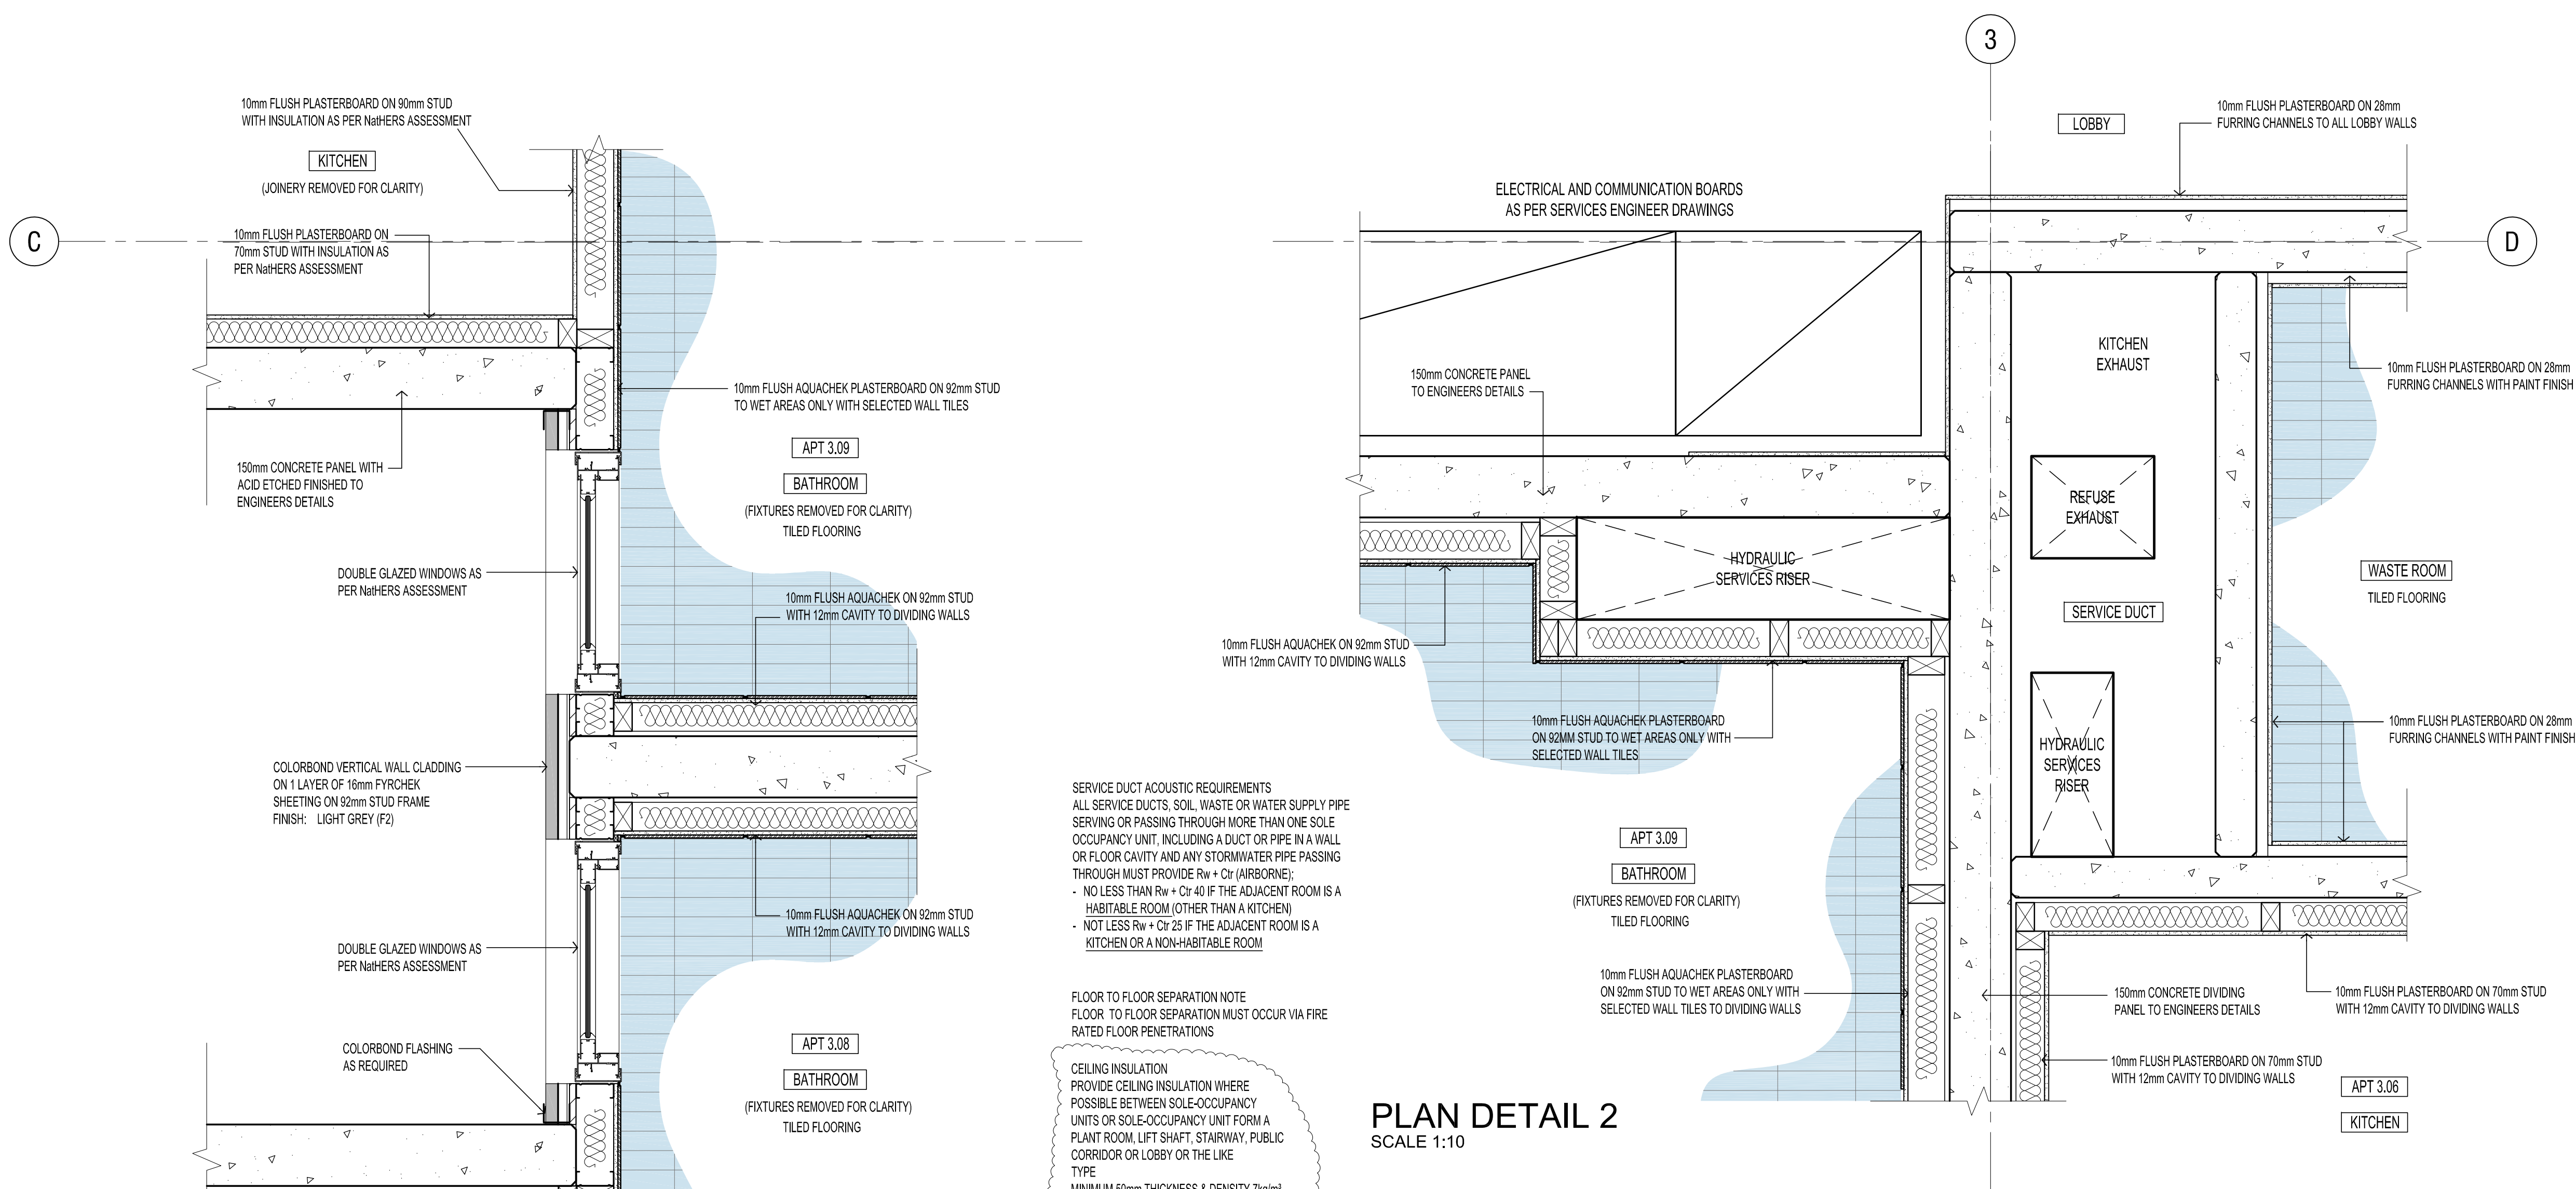 10mm FLUSH PLASTERBOARD ON 90mm STUD
WITH INSULATION AS PER NatHERS ASSESSMENT
KITCHEN
(JOINERY REMOVED FOR CLARITY)
C
10mm FLUSH PLASTERBOARD ON
70mm STUD WITH INSULATION AS
PER NatHERS ASSESSMENT
10mm FLUSH AQUACHEK PLASTERBOARD ON 92mm STUD
TO WET AREAS ONLY WITH SELECTED WALL TILES
APT 3.09
BATHROOM
(FIXTURES REMOVED FOR CLARITY)
TILED FLOORING
150mm CONCRETE PANEL WITH
ACID ETCHED FINISHED TO
ENGINEERS DETAILS
DOUBLE GLAZED WINDOWS AS
PER NatHERS ASSESSMENT
10mm FLUSH AQUACHEK ON 92mm STUD
WITH 12mm CAVITY TO DIVIDING WALLS
COLORBOND VERTICAL WALL CLADDING
ON 1 LAYER OF 16mm FYRCHEK
SHEETING ON 92mm STUD FRAME
FINISH: LIGHT GREY (F2)
10mm FLUSH AQUACHEK ON 92mm STUD
WITH 12mm CAVITY TO DIVIDING WALLS
DOUBLE GLAZED WINDOWS AS
PER NatHERS ASSESSMENT
COLORBOND FLASHING
AS REQUIRED
APT 3.08
BATHROOM
(FIXTURES REMOVED FOR CLARITY)
TILED FLOORING
SERVICE DUCT ACOUSTIC REQUIREMENTS
ALL SERVICE DUCTS, SOIL, WASTE OR WATER SUPPLY PIPE
SERVING OR PASSING THROUGH MORE THAN ONE SOLE
OCCUPANCY UNIT, INCLUDING A DUCT OR PIPE IN A WALL
OR FLOOR CAVITY AND ANY STORMWATER PIPE PASSING
THROUGH MUST PROVIDE Rw + Ctr (AIRBORNE);
- NO LESS THAN Rw + Ctr 40 IF THE ADJACENT ROOM IS A
HABITABLE ROOM (OTHER THAN A KITCHEN)
- NOT LESS Rw + Ctr 25 IF THE ADJACENT ROOM IS A
KITCHEN OR A NON-HABITABLE ROOM
FLOOR TO FLOOR SEPARATION NOTE
FLOOR TO FLOOR SEPARATION MUST OCCUR VIA FIRE
RATED FLOOR PENETRATIONS
CEILING INSULATION
PROVIDE CEILING INSULATION WHERE
POSSIBLE BETWEEN SOLE-OCCUPANCY
UNITS OR SOLE-OCCUPANCY UNIT FORM A
PLANT ROOM, LIFT SHAFT, STAIRWAY, PUBLIC
CORRIDOR OR LOBBY OR THE LIKE
TYPE
MINIMUM 50mm THICKNESS & DENSITY 7kg/m³
3
LOBBY
10mm FLUSH PLASTERBOARD ON 28mm
FURRING CHANNELS TO ALL LOBBY WALLS
ELECTRICAL AND COMMUNICATION BOARDS
AS PER SERVICES ENGINEER DRAWINGS
D
KITCHEN
EXHAUST
150mm CONCRETE PANEL
TO ENGINEERS DETAILS
10mm FLUSH PLASTERBOARD ON 28mm
FURRING CHANNELS WITH PAINT FINISH
REFUSE
EXHAUST
HYDRAULIC
SERVICES RISER
WASTE ROOM
TILED FLOORING
SERVICE DUCT
10mm FLUSH AQUACHEK ON 92mm STUD
WITH 12mm CAVITY TO DIVIDING WALLS
10mm FLUSH AQUACHEK PLASTERBOARD
ON 92MM STUD TO WET AREAS ONLY WITH
SELECTED WALL TILES
HYDRAULIC
SERVICES
RISER
10mm FLUSH PLASTERBOARD ON 28mm
FURRING CHANNELS WITH PAINT FINISH
APT 3.09
BATHROOM
(FIXTURES REMOVED FOR CLARITY)
TILED FLOORING
10mm FLUSH AQUACHEK PLASTERBOARD
ON 92mm STUD TO WET AREAS ONLY WITH
SELECTED WALL TILES TO DIVIDING WALLS
150mm CONCRETE DIVIDING
PANEL TO ENGINEERS DETAILS
10mm FLUSH PLASTERBOARD ON 70mm STUD
WITH 12mm CAVITY TO DIVIDING WALLS
10mm FLUSH PLASTERBOARD ON 70mm STUD
WITH 12mm CAVITY TO DIVIDING WALLS
APT 3.06
KITCHEN
PLAN DETAIL 2
SCALE 1:10